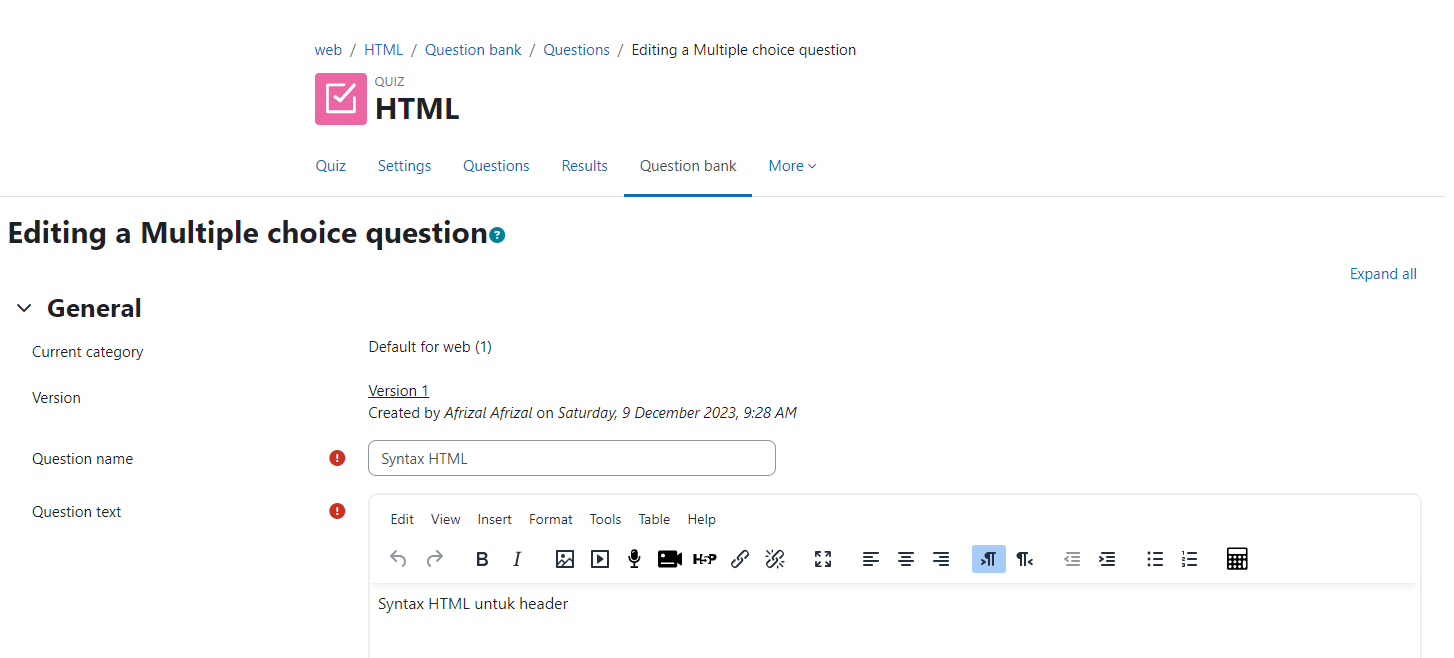 web / HTML / Question bank / Questions / Editing a Multiple choice question
QUIZ
HTML
Quiz Settings Questions Results Question bank More
Editing a Multiple choice question
Expand all
General
Current category Default for web (1)
Version Version 1
Created by Afrizal Afrizal on Saturday, 9 December 2023, 9:28 AM
Question name Syntax HTML
Question text
Edit View Insert Format Tools Table Help
B I H-P
Syntax HTML untuk header